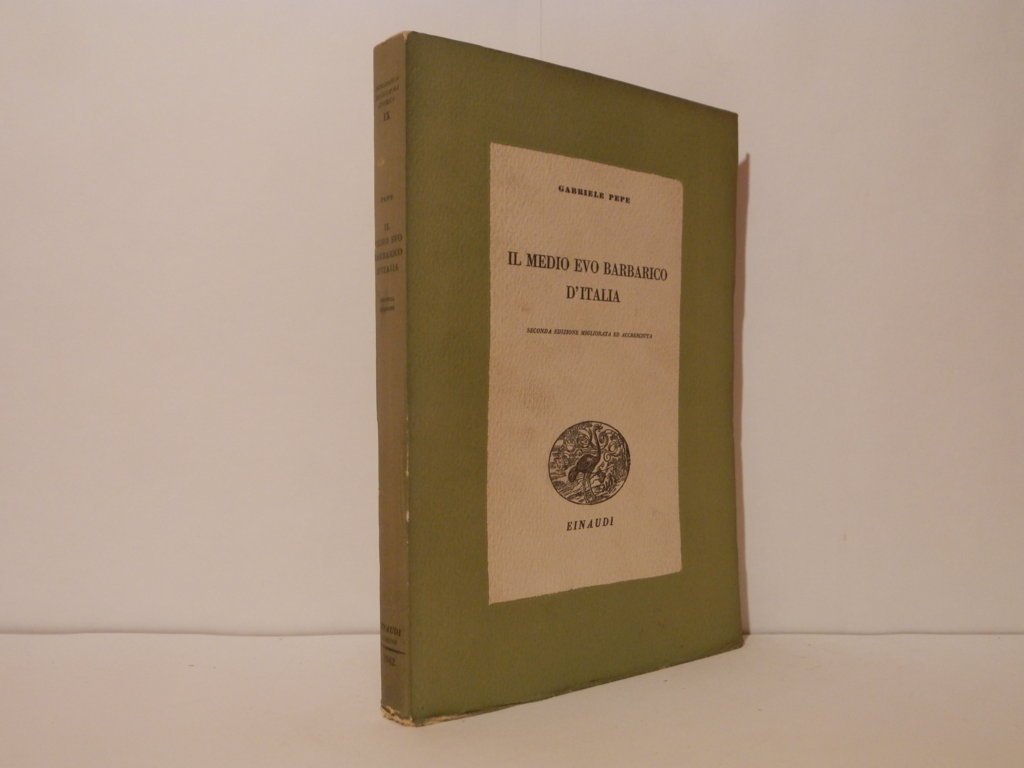 IX
PEPE
IL
MEDIO EVO
BARBARICO
D'ITALIA
EINAUDI
1942
GABRIELE PEPE
IL MEDIO EVO BARBARICO
D'ITALIA
SECONDA EDIZIONE MIGLIORATA ED ACCRESCIUTA
EINAUDI